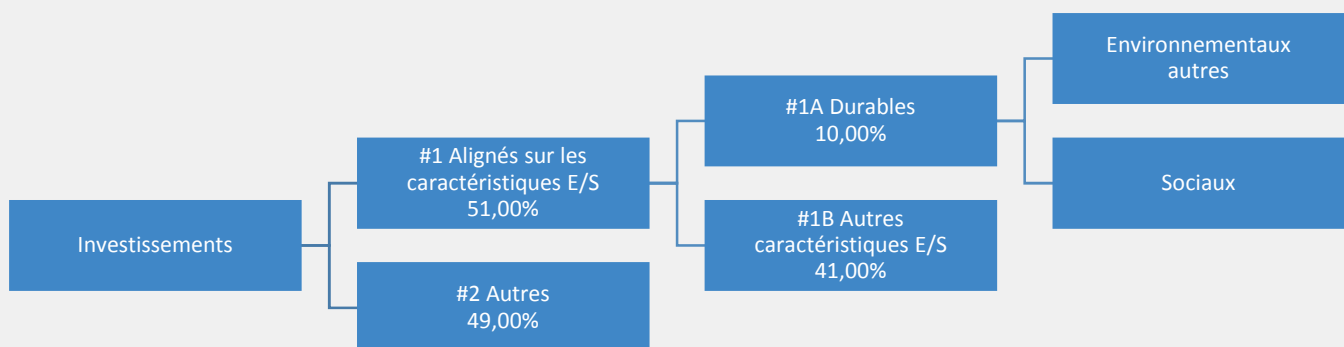 Investissements
#1 Alignés sur les
caractéristiques E/S
51,00%
#2 Autres
49,00%
#1A Durables
10,00%
#1B Autres
caractéristiques E/S
41,00%
Environnementaux
autres
Sociaux